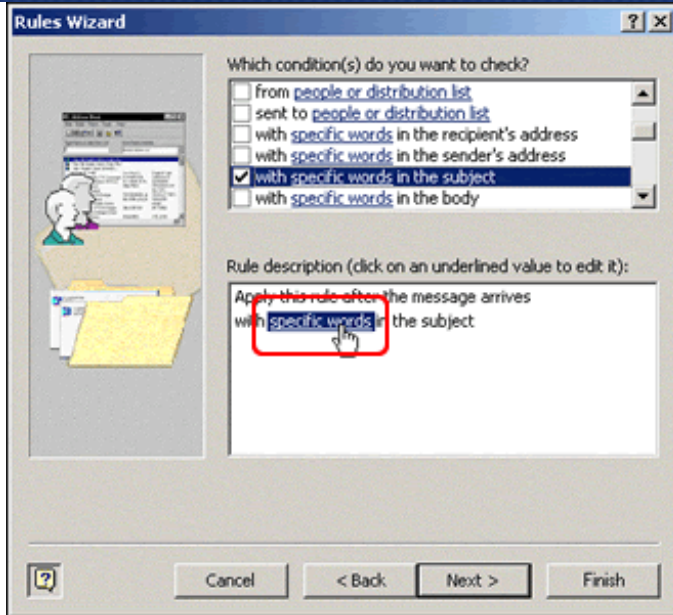 Rules Wizard
Which condition(s) do you want to check?
from people or distribution list
sent to people or distribution list
with specific words in the recipient's address
with specific words in the sender's address
with specific words in the subject
with specific words in the body
Rule description (click on an underlined value to edit it):
Apply this rule after the message arrives
with specific words in the subject
Cancel
< Back
Next >
Finish